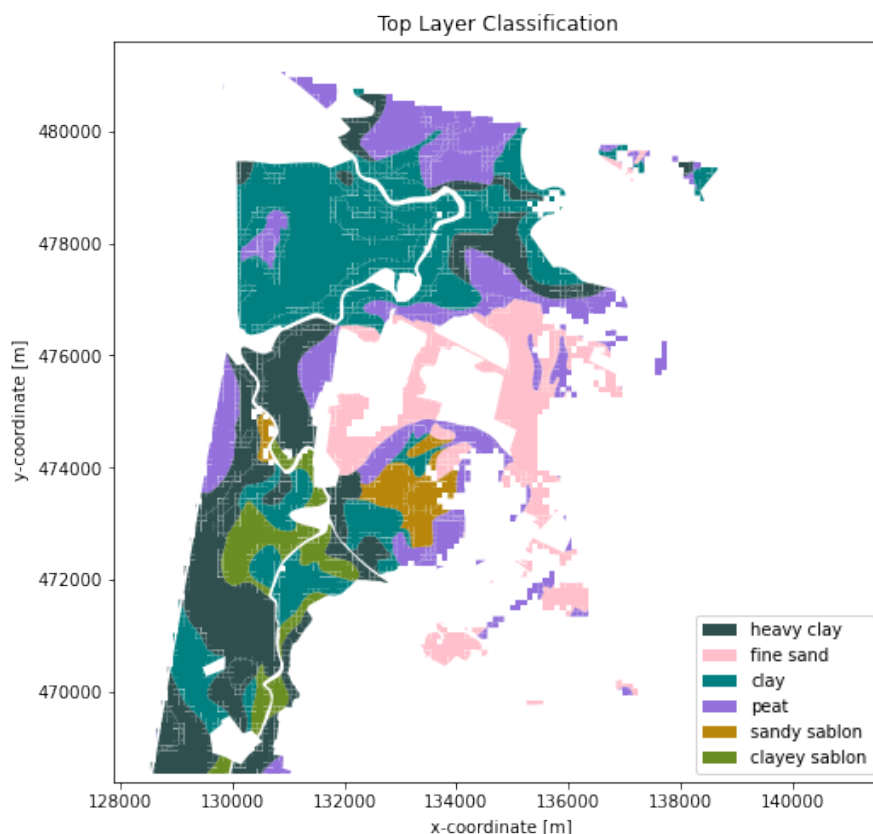 Top Layer Classification
480000
478000
476000
474000
472000
470000
y-coordinate [m]
heavy clay
fine sand
clay
peat
sandy sablon
clayey sablon
128000 130000 132000 134000 136000 138000 140000
x-coordinate [m]